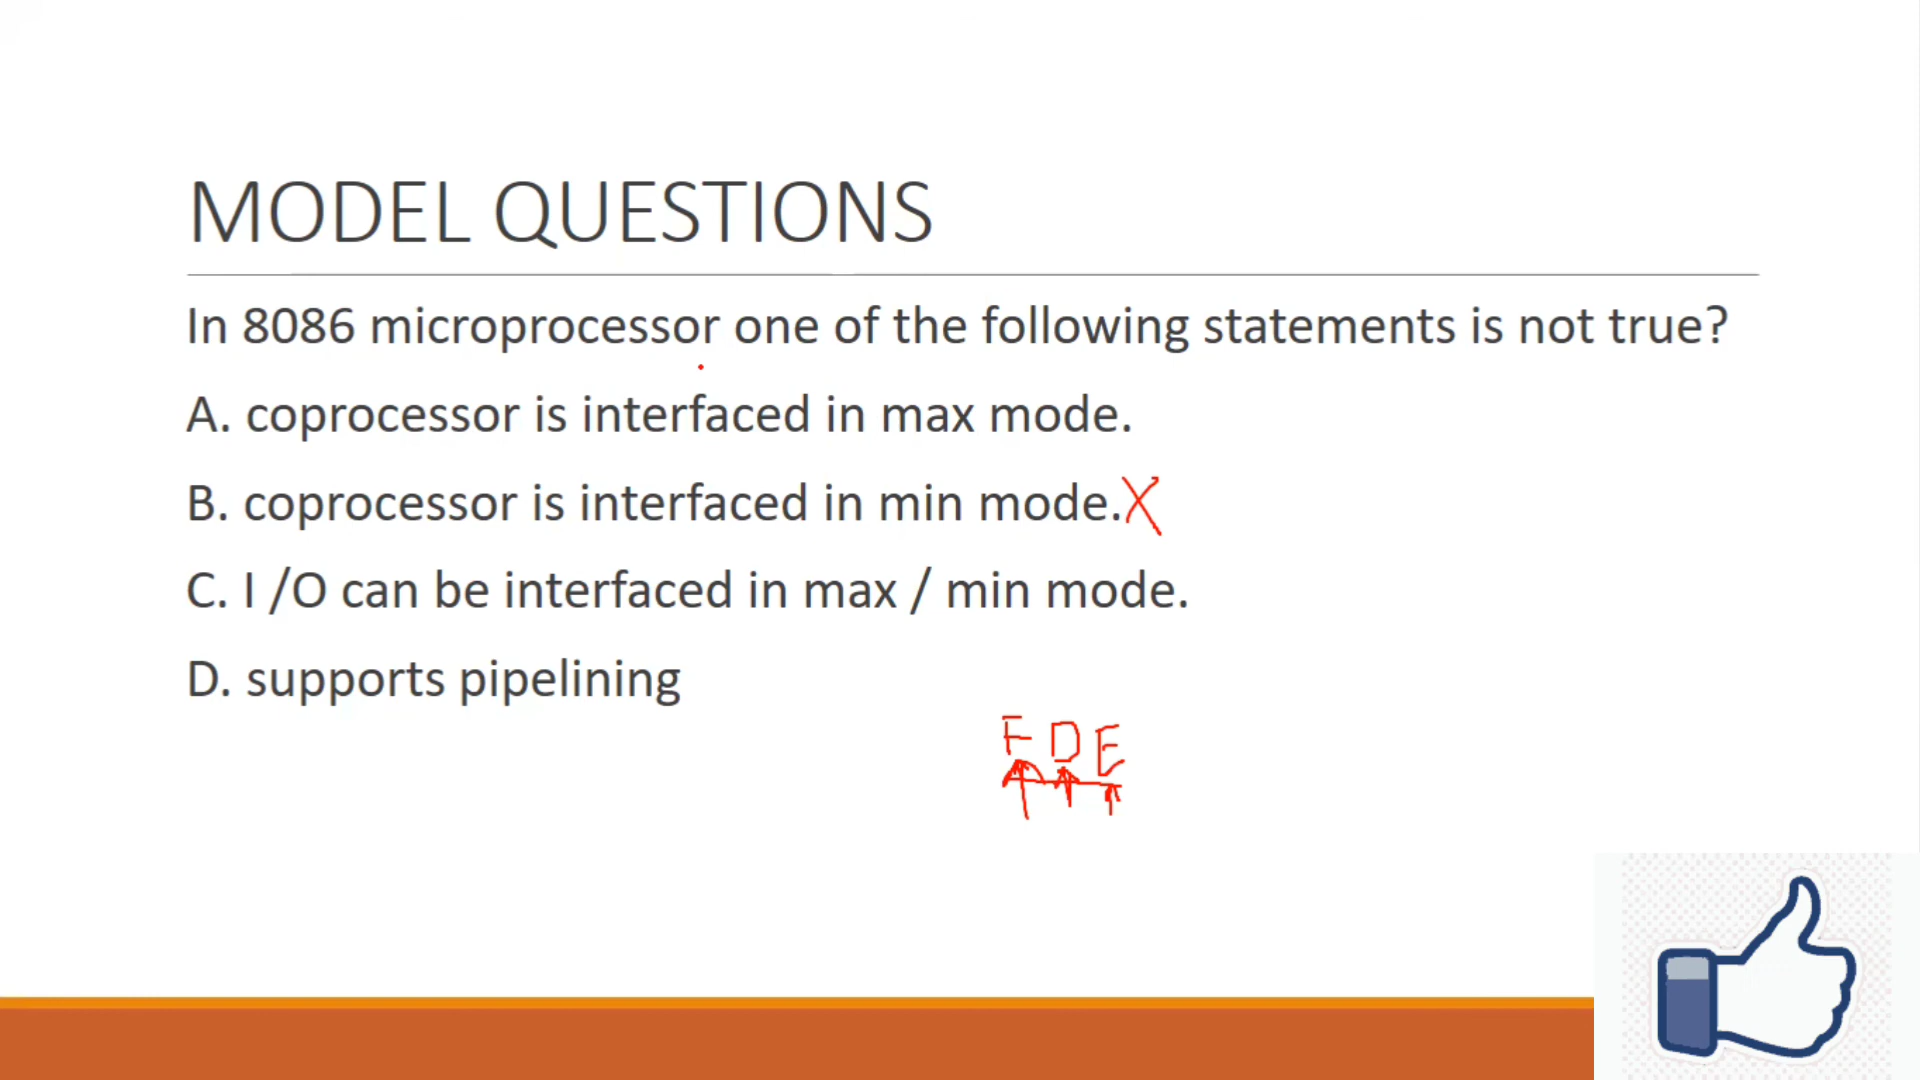 MODEL QUESTIONS
In 8086 microprocessor one of the following statements is not true?
A. coprocessor is interfaced in max mode.
B. coprocessor is interfaced in min mode.X
C. I /O can be interfaced in max / min mode.
D. supports pipelining
F D E